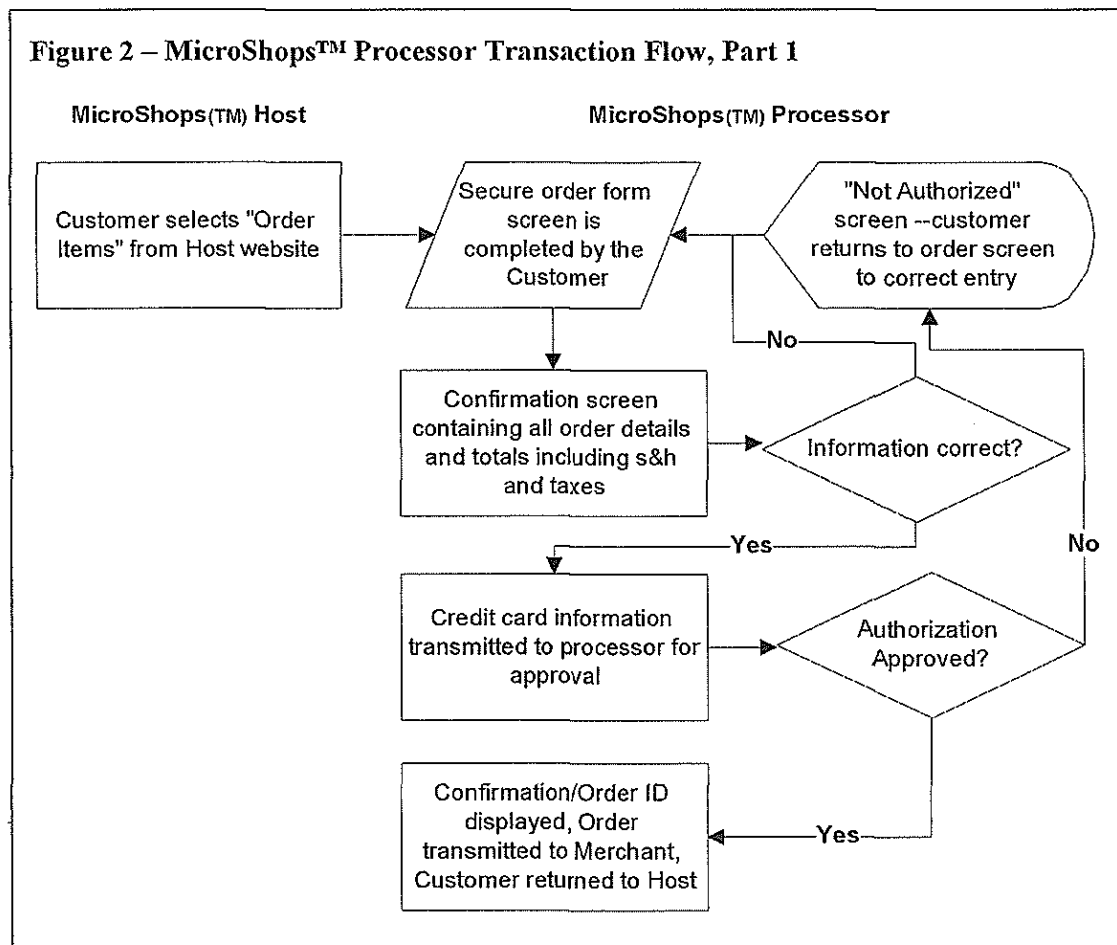 Figure 2 – MicroShops™ Processor Transaction Flow, Part 1
MicroShops(TM) Host
MicroShops(TM) Processor
Customer selects "Order
Items" from Host website
Secure order form
screen is
completed by the
Customer
"Not Authorized"
screen --customer
returns to order screen
to correct entry
No
Confirmation screen
containing all order details
and totals including s&h
and taxes
Information correct?
Yes
No
Credit card information
transmitted to processor for
approval
Authorization
Approved?
Confirmation/Order ID
displayed, Order
transmitted to Merchant,
Customer returned to Host
Yes